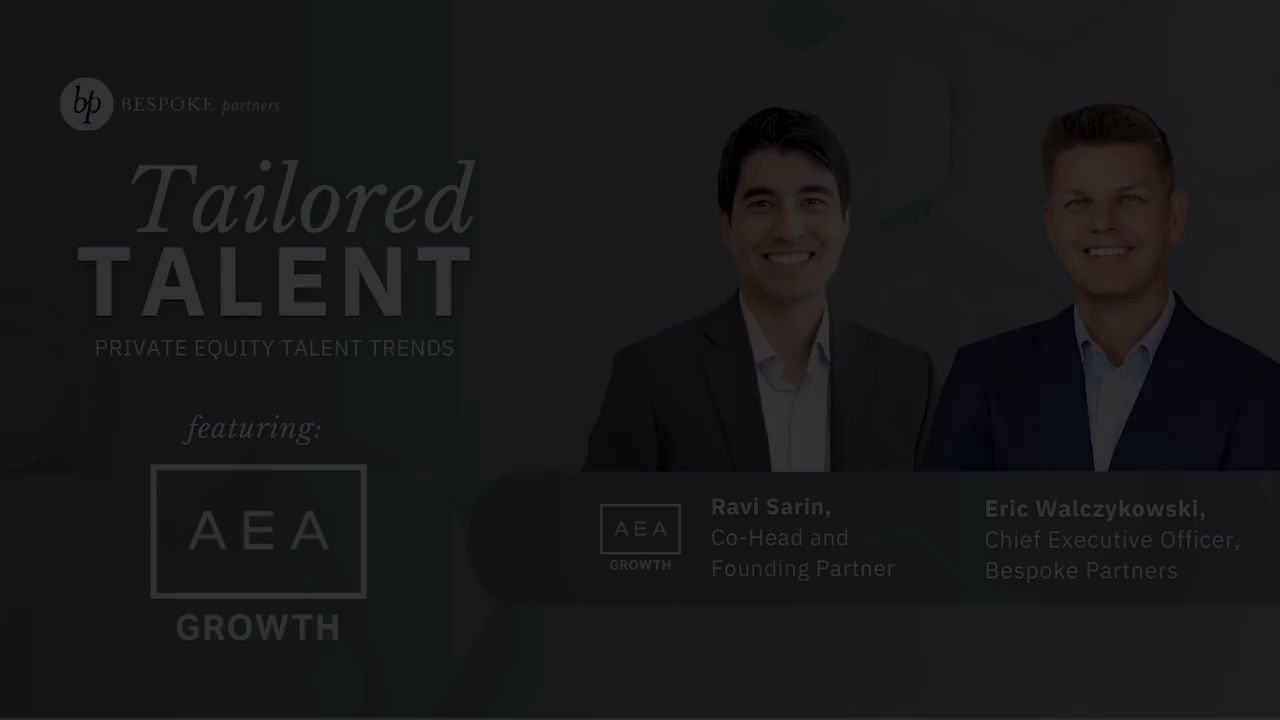 bp BESPOKE partners
Tailored
TALENT
PRIVATE EQUITY TALENT TRENDS
featuring:
AEA
GROWTH
AEA
GROWTH
Ravi Sarin,
Co-Head and
Founding Partner
Eric Walczykowski,
Chief Executive Officer,
Bespoke Partners